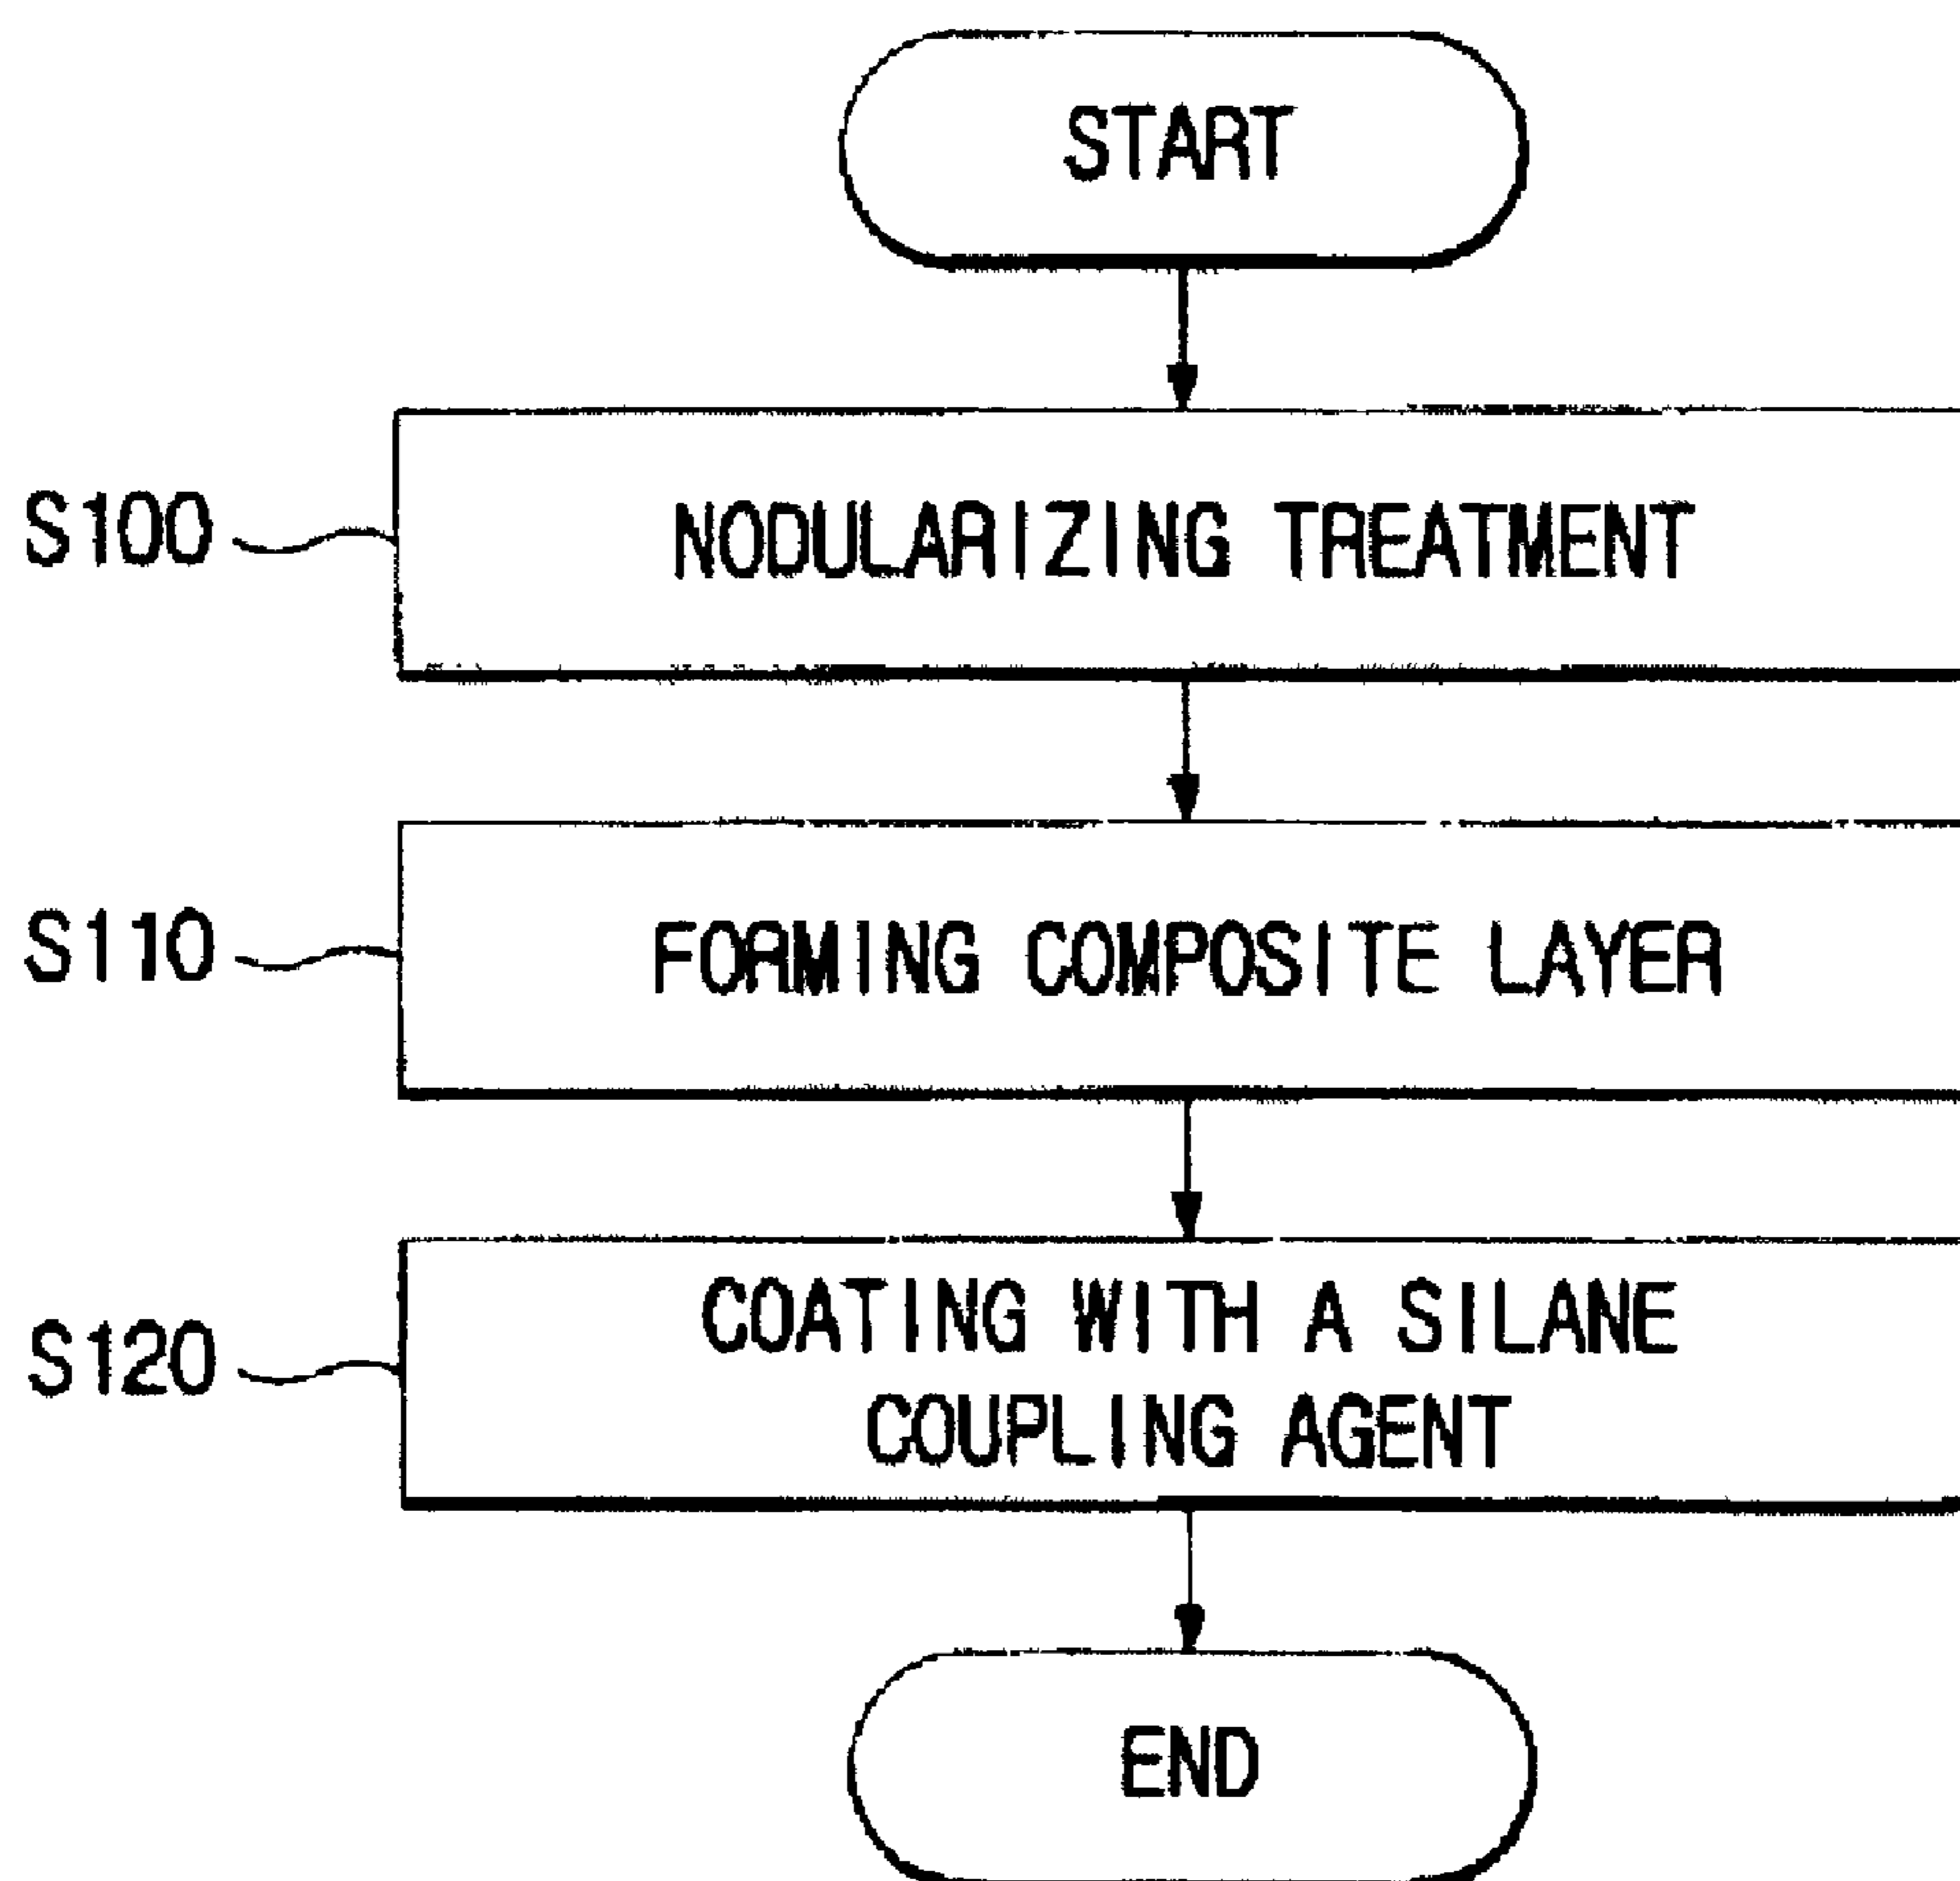 START
S100
NODULARIZING TREATMENT
S110
FORMING COMPOSITE LAYER
S120
COATING WITH A SILANE
COUPLING AGENT
END